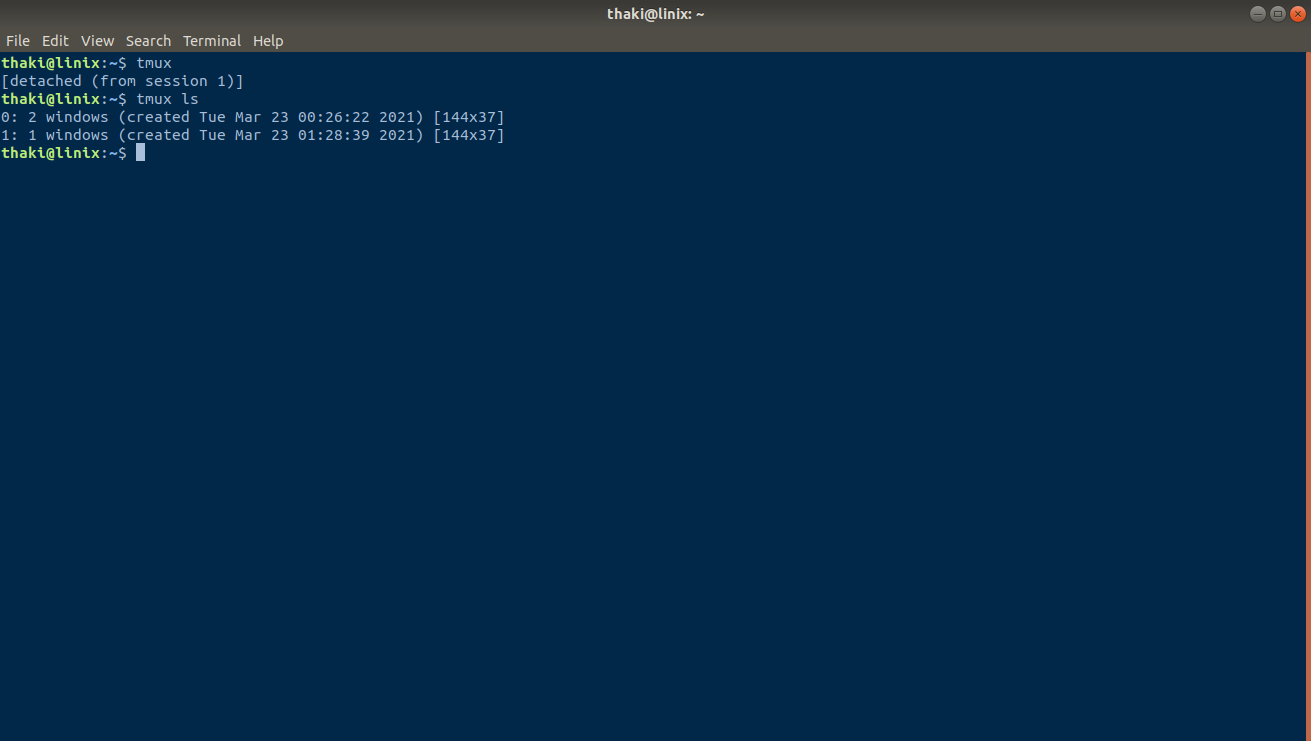 thaki@linix: ~
File Edit View Search Terminal Help
thaki@linix:~$ tmux
[detached (from session 1)]
thaki@linix:~$ tmux ls
0: 2 windows (created Tue Mar 23 00:26:22 2021) [144x37]
1: 1 windows (created Tue Mar 23 01:28:39 2021) [144x37]
thaki@linix:~$